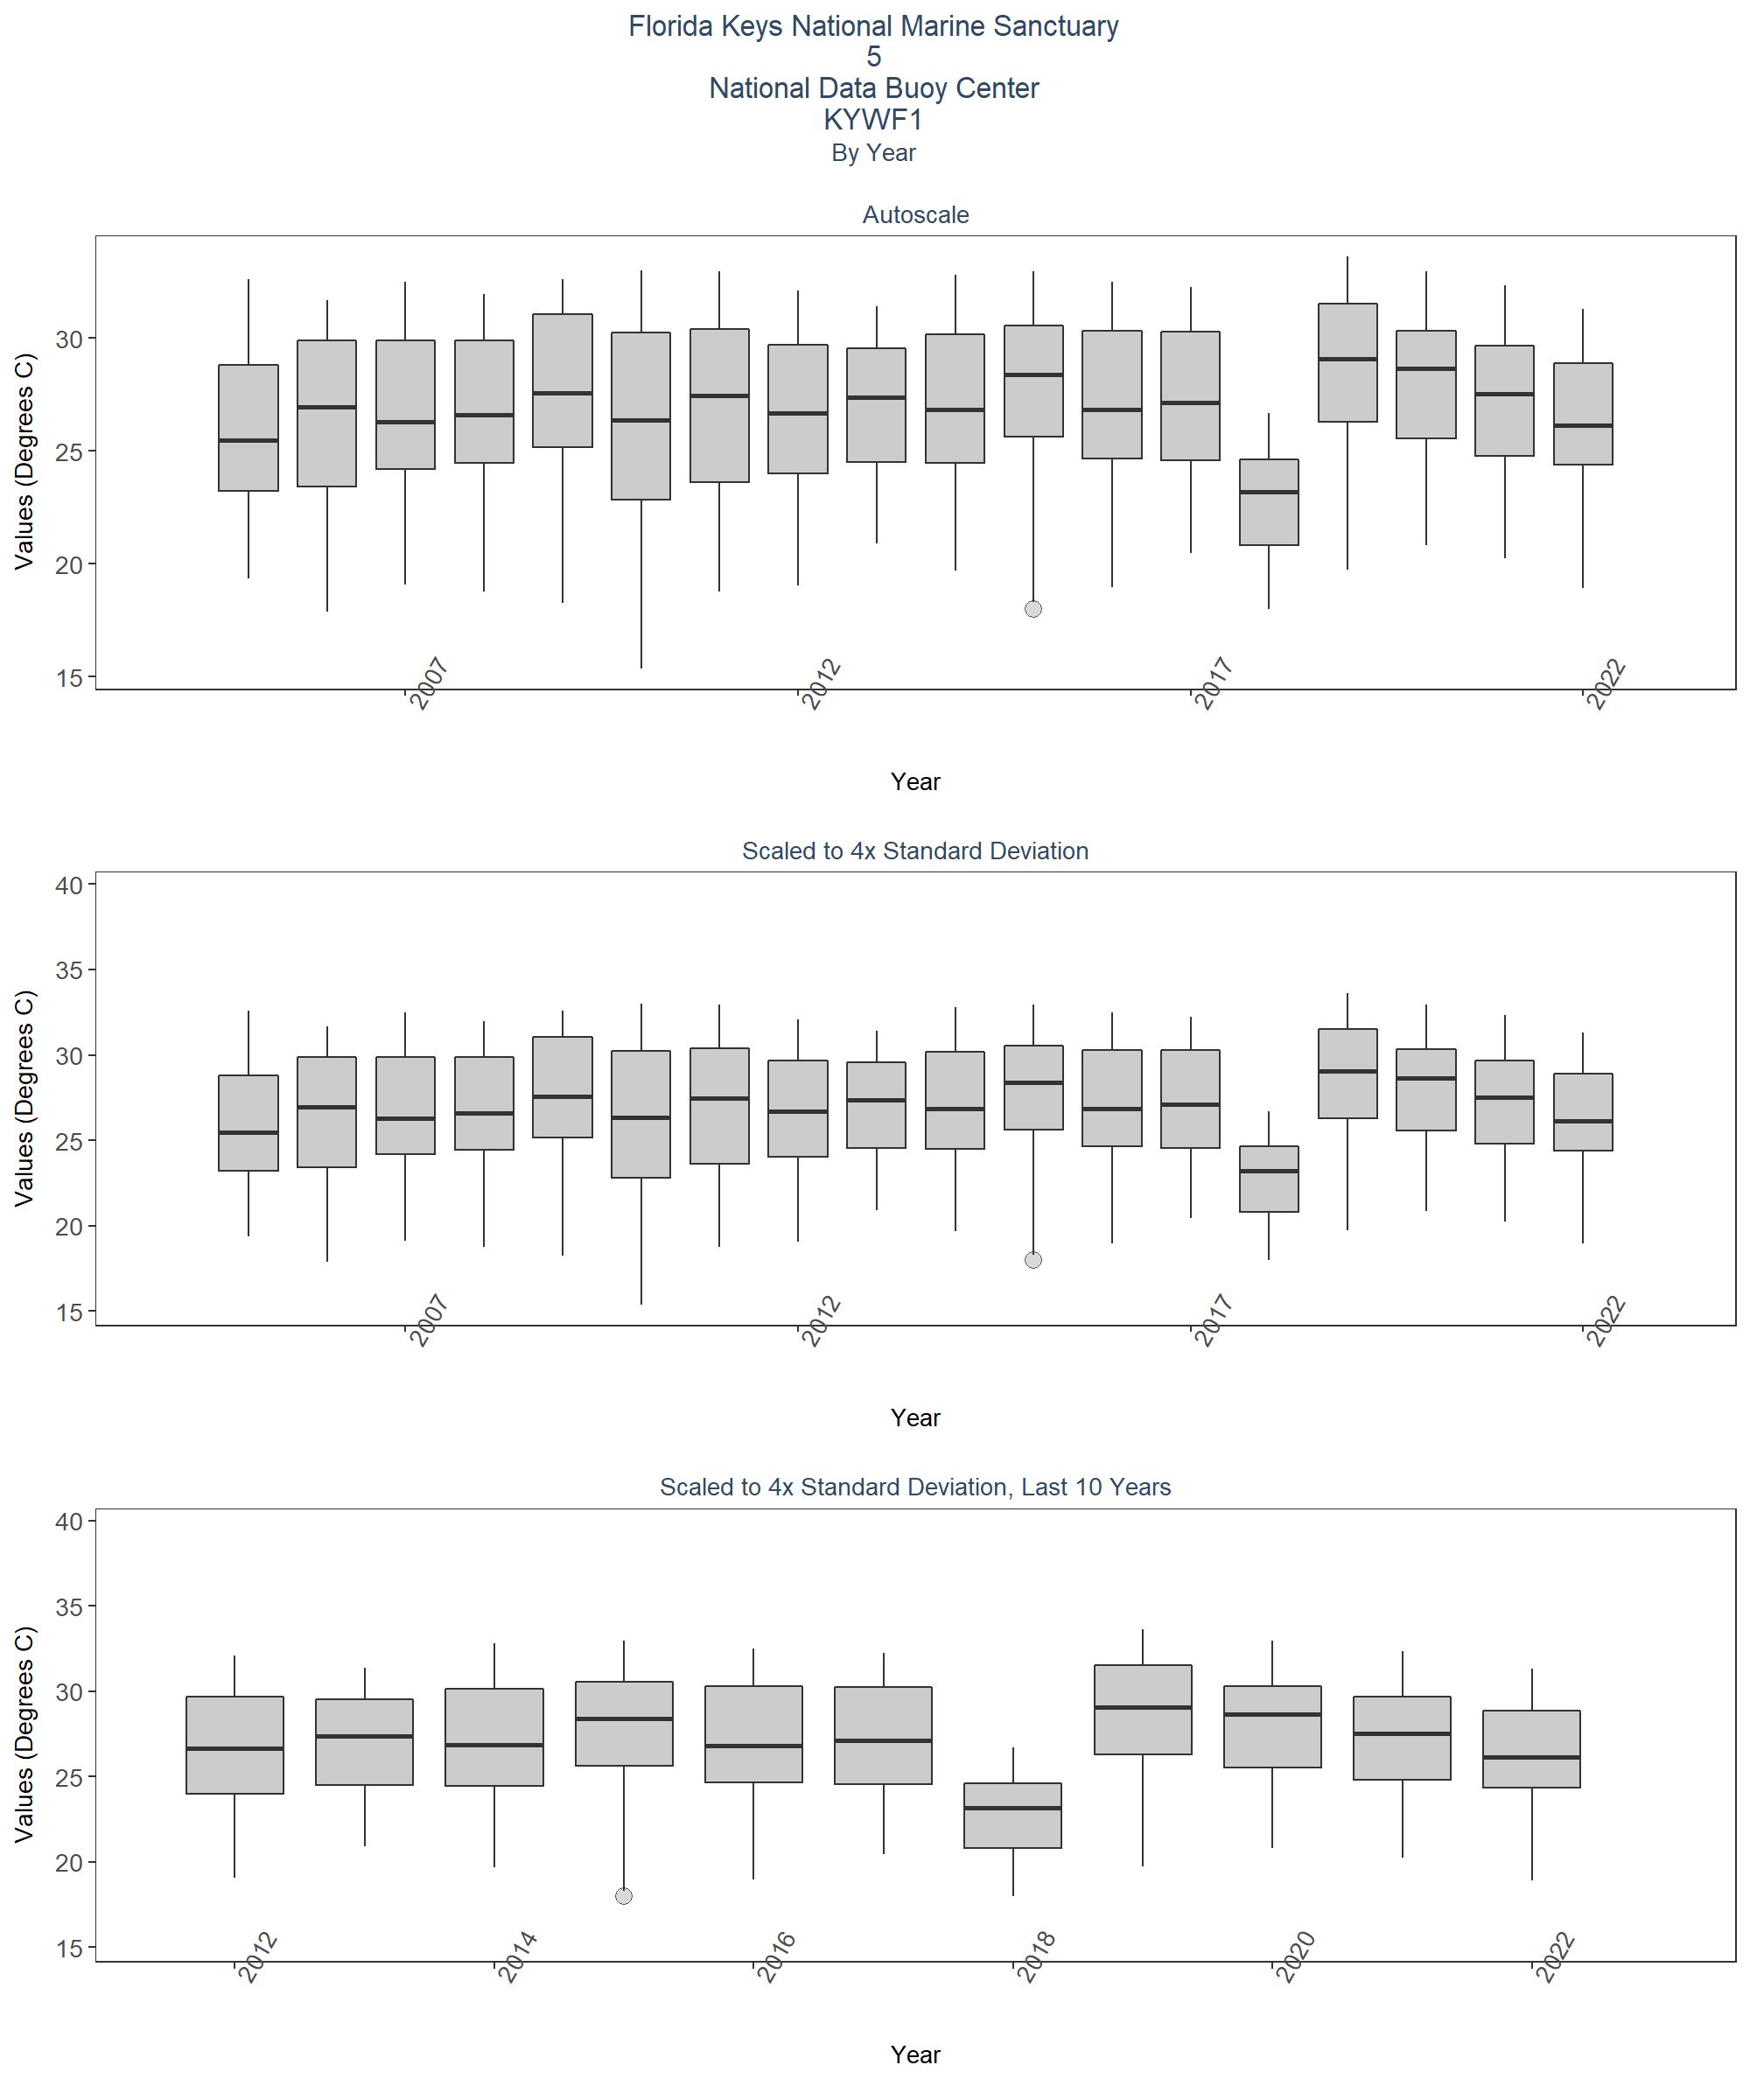 Florida Keys National Marine Sanctuary
5
National Data Buoy Center
KYWF1
By Year
Autoscale
Values (Degrees C)
30
25
20
15
2007
2012
2017
2022
Year
Scaled to 4x Standard Deviation
Values (Degrees C)
40
35
30
25
20
15
2007
2012
2017
2022
Year
Scaled to 4x Standard Deviation, Last 10 Years
Values (Degrees C)
40
35
30
25
20
15
2012
2014
2016
2018
2020
2022
Year